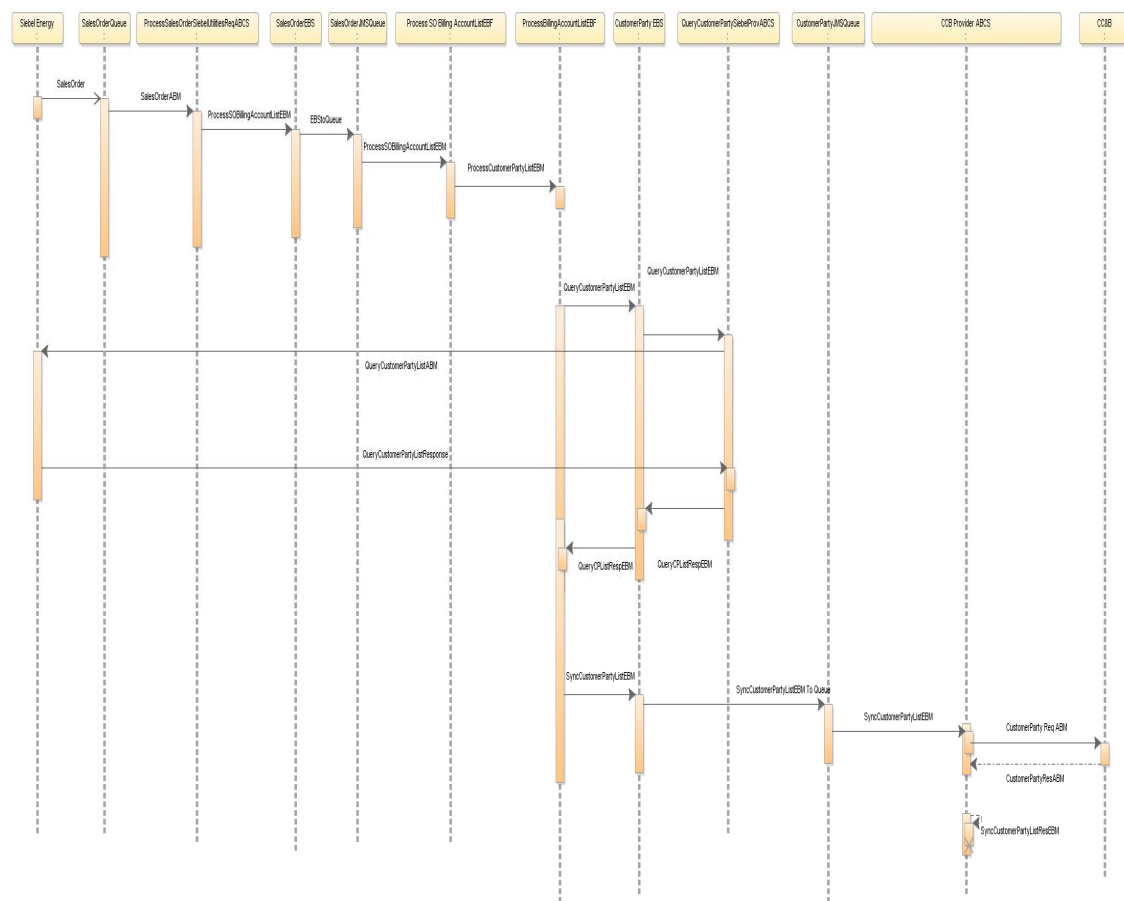 Siebel Energy
SalesOrderQueue
ProcessSalesOrderSiebelUtilitiesReqABCS
SalesOrderEBS
SalesOrderJMSQueue
Process SO Billing AccountListEBF
ProcessBillingAccountListEBF
CustomerParty EBS
QueryCustomerPartySiebelProvABCS
CustomerPartyJMSQueue
CCB Provider ABCS
CC&B
SalesOrder
SalesOrderABM
ProcessSOBillingAccountListEBM
EBStoQueue
ProcessSOBillingAccountListEBM
ProcessCustomerPartyListEBM
QueryCustomerPartyListEBM
QueryCustomerPartyListEBM
QueryCustomerPartyListABM
QueryCustomerPartyListResponse
QueryCPListRespEBM
QueryCPListRespEBM
SyncCustomerPartyListEBM
SyncCustomerPartyListEBM To Queue
SyncCustomerPartyListEBM
CustomerParty Req ABM
CustomerPartyResABM
SyncCustomerPartyListResEBM